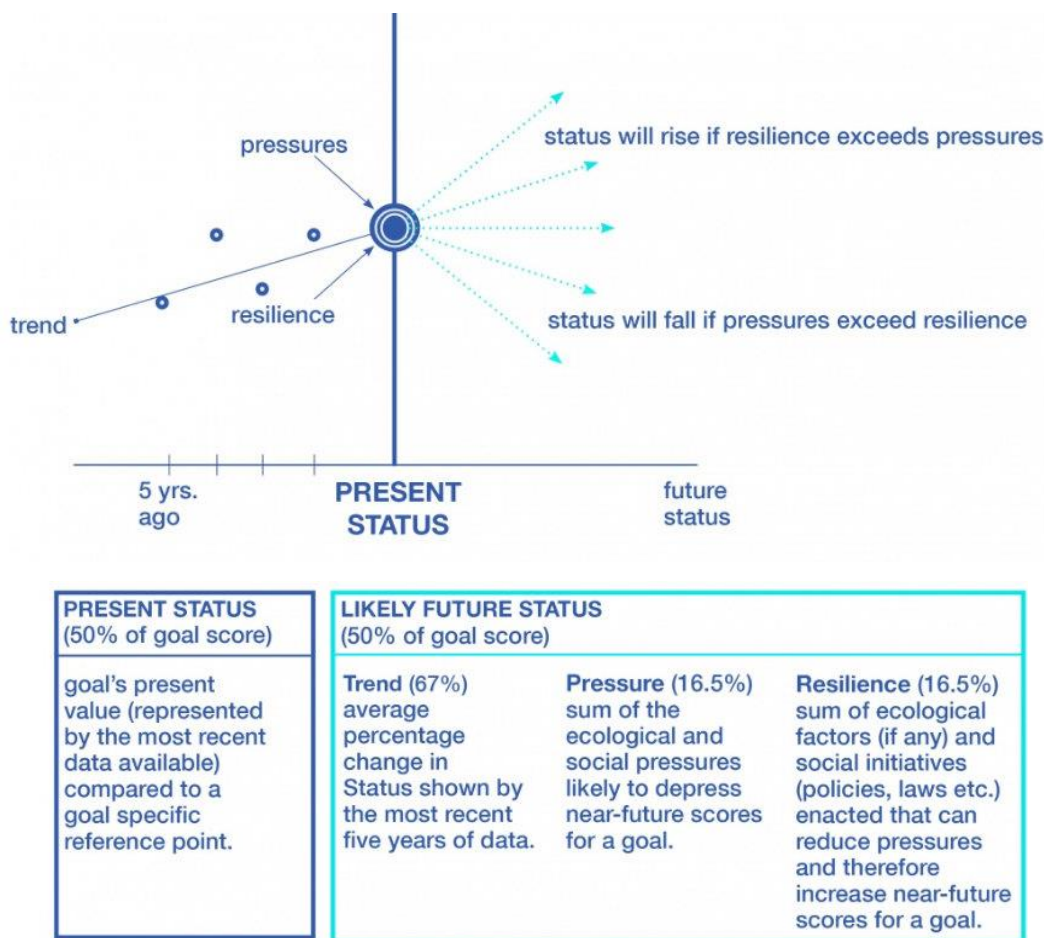 pressures
status will rise if resilience exceeds pressures
trend
resilience
status will fall if pressures exceed resilience
5 yrs.
ago
PRESENT
STATUS
future
status
PRESENT STATUS
(50% of goal score)
goal's present
value (represented
by the most recent
data available)
compared to a
goal specific
reference point.
LIKELY FUTURE STATUS
(50% of goal score)
Trend (67%)
average
percentage
change in
Status shown by
the most recent
five years of data.
Pressure (16.5%)
sum of the
ecological and
social pressures
likely to depress
near-future scores
for a goal.
Resilience (16.5%)
sum of ecological
factors (if any) and
social initiatives
(policies, laws etc.)
enacted that can
reduce pressures
and therefore
increase near-future
scores for a goal.